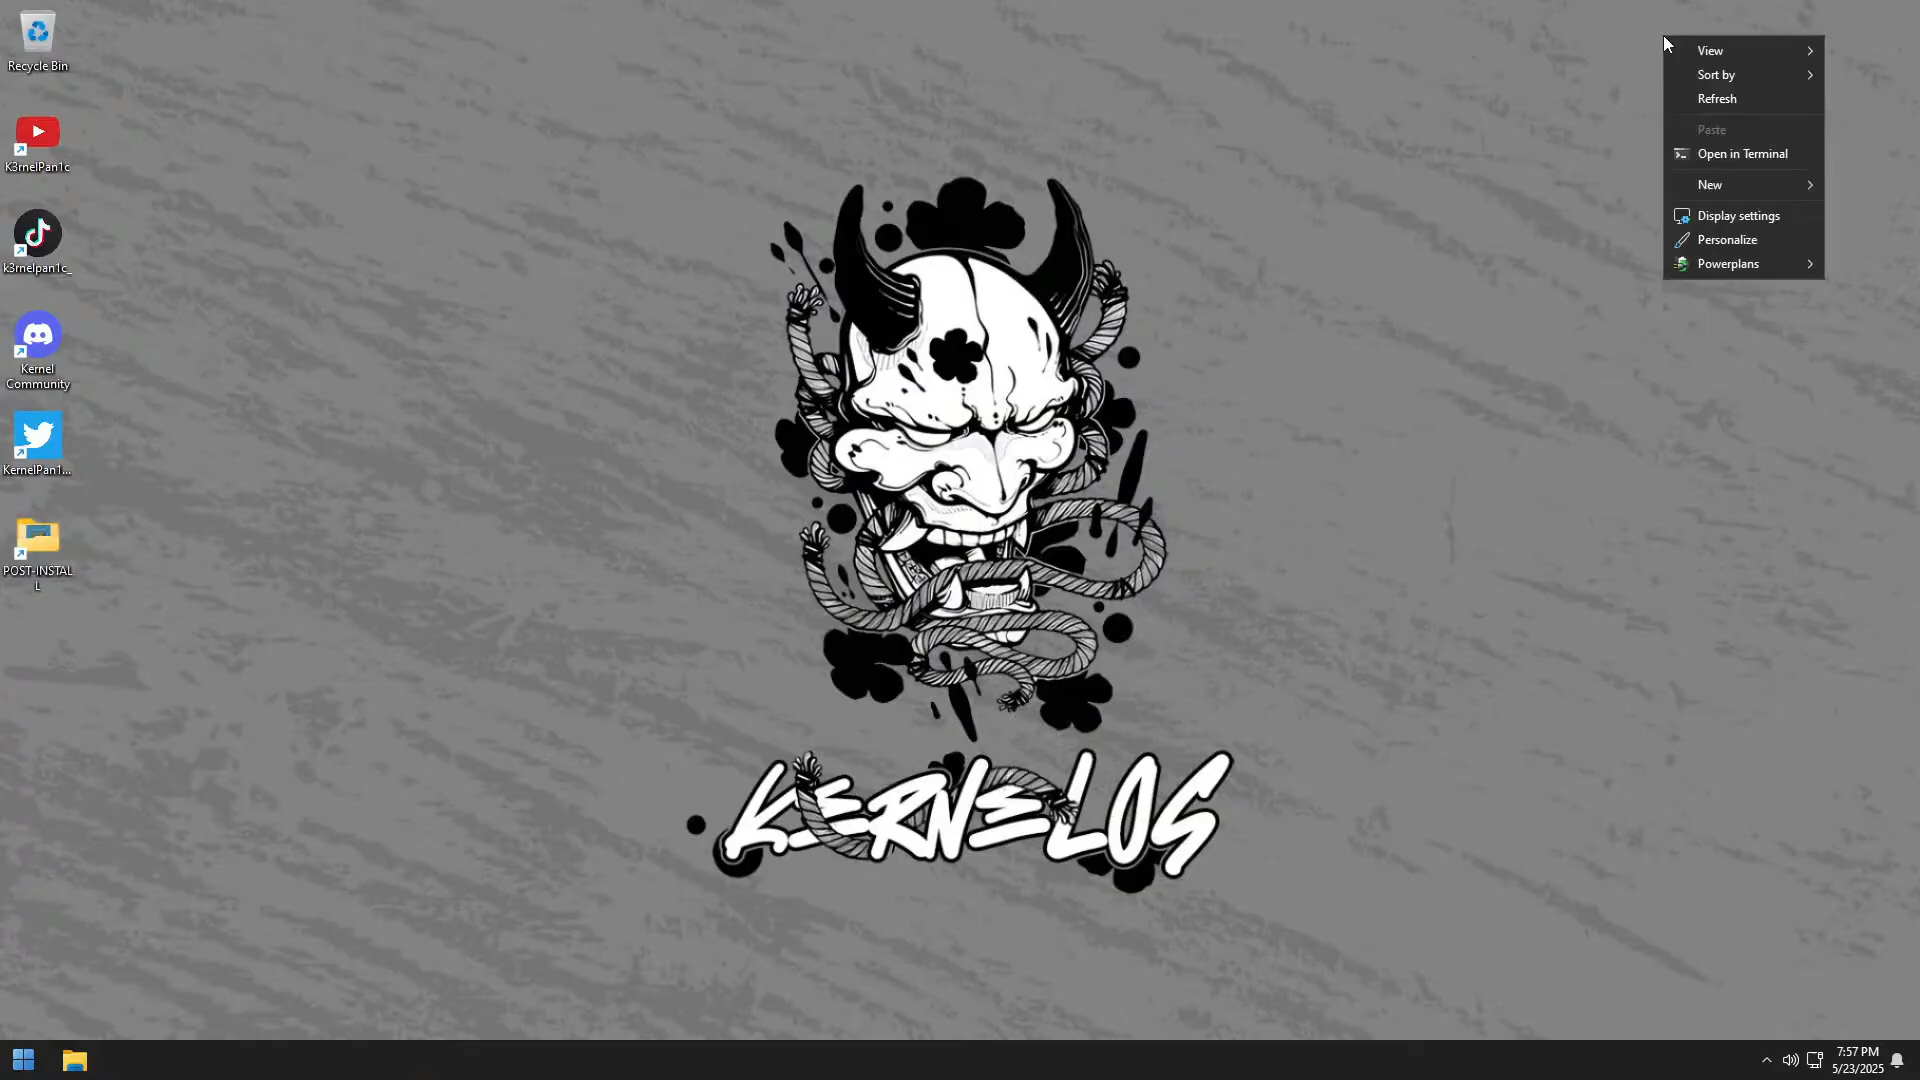 Recycle Bin
K3rnelPan1c
k3rnelpan1c_
Kernel
Community
KernelPan1...
POST-INSTAL
L
View
Sort by
Refresh
Paste
Open in Terminal
New
Display settings
Personalize
Powerplans
KERNELOS
7:57 PM
5/23/2025